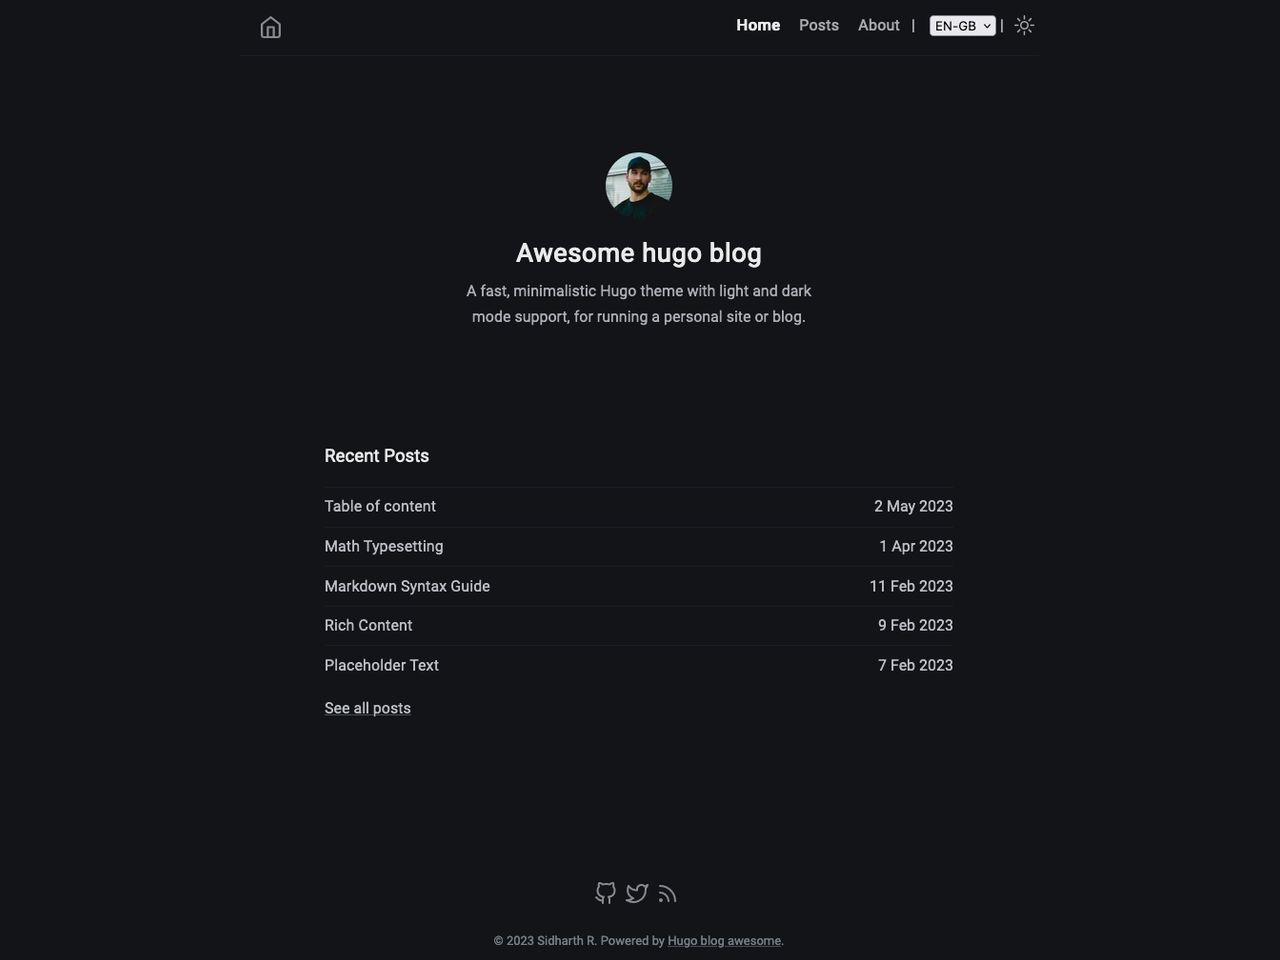 Home Posts About | EN-GB |
Awesome hugo blog
A fast, minimalistic Hugo theme with light and dark
mode support, for running a personal site or blog.
Recent Posts
Table of content 2 May 2023
Math Typesetting 1 Apr 2023
Markdown Syntax Guide 11 Feb 2023
Rich Content 9 Feb 2023
Placeholder Text 7 Feb 2023
See all posts
© 2023 Sidharth R. Powered by Hugo blog awesome.